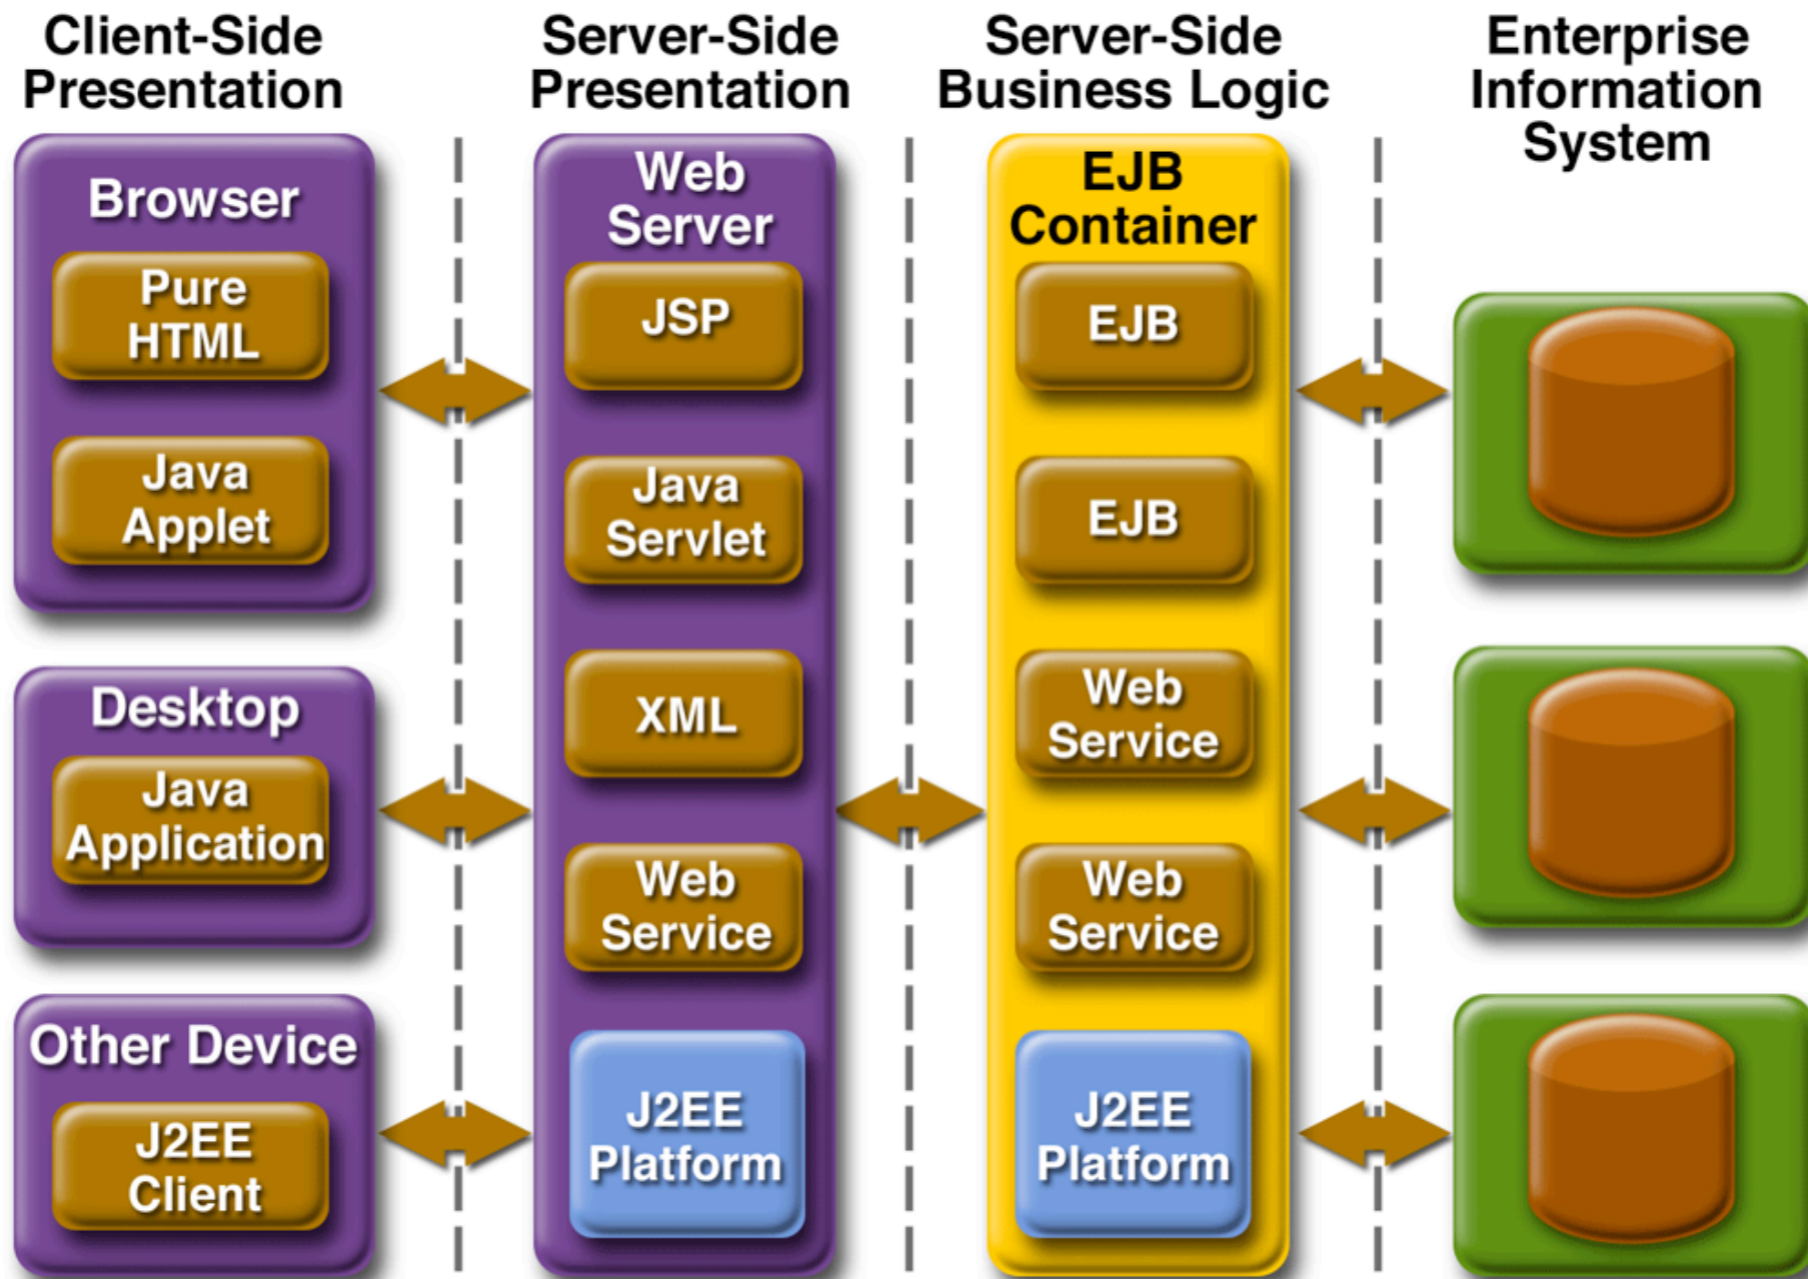 Client-Side
Presentation
Server-Side
Presentation
Server-Side
Business Logic
Enterprise
Information
System
Browser
Pure
HTML
Java
Applet
Desktop
Java
Application
Other Device
J2EE
Client
Web
Server
JSP
Java
Servlet
XML
Web
Service
J2EE
Platform
EJB
Container
EJB
EJB
Web
Service
Web
Service
J2EE
Platform